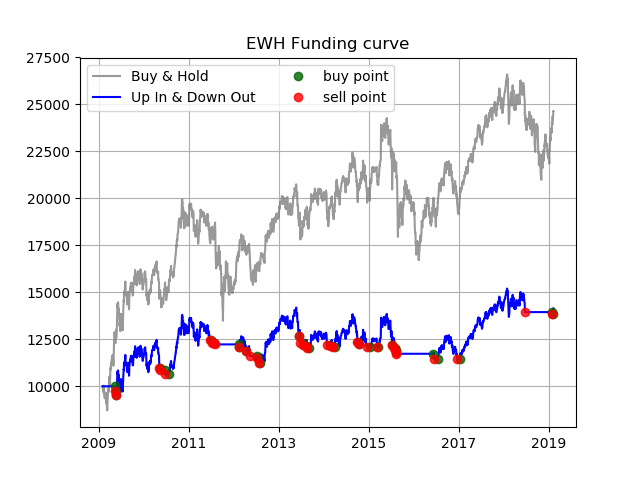 EWH Funding curve
27500
25000
22500
20000
17500
15000
12500
10000
Buy & Hold
Up In & Down Out
buy point
sell point
2009 2011 2013 2015 2017 2019